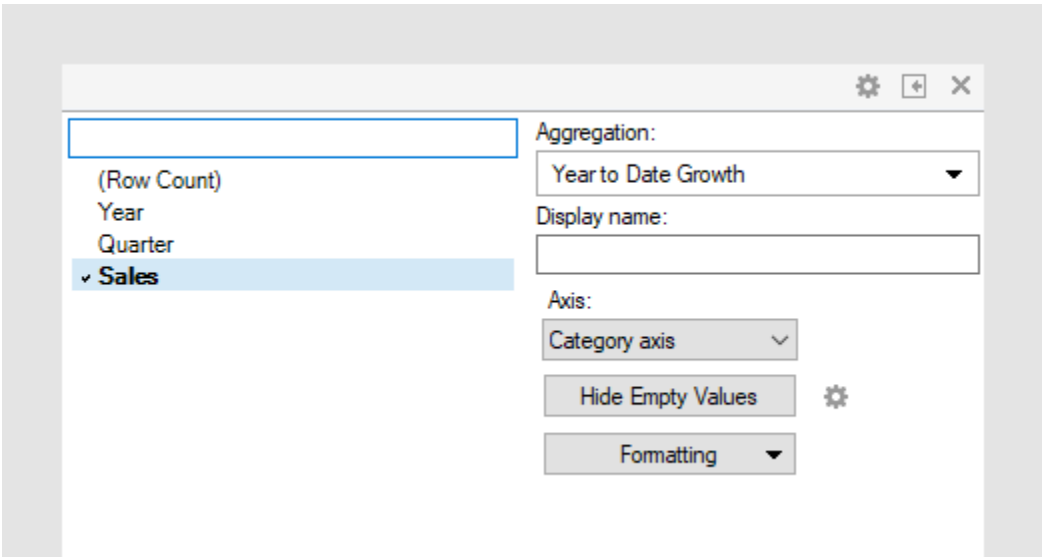 (Row Count)
Year
Quarter
Sales
Aggregation:
Year to Date Growth
Display name:
Axis:
Category axis
Hide Empty Values
Formatting